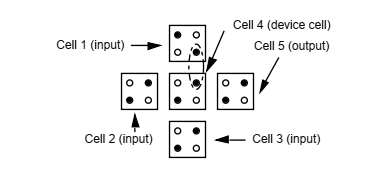 Cell 4 (device cell)
Cell 1 (input)
Cell 5 (output)
Cell 2 (input)
Cell 3 (input)